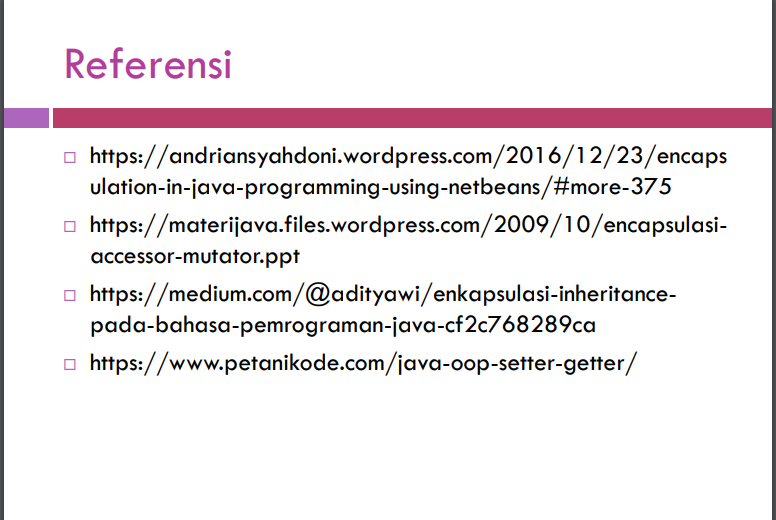 Referensi
https://andriansyahdoni.wordpress.com/2016/12/23/encaps
ulation-in-java-programming-using-netbeans/#more-375
https://materijava.files.wordpress.com/2009/10/encapsulasi-
accessor-mutator.ppt
https://medium.com/@adityawi/enkapsulasi-inheritance-
pada-bahasa-pemrograman-java-cf2c768289ca
https://www.petanikode.com/java-oop-setter-getter/